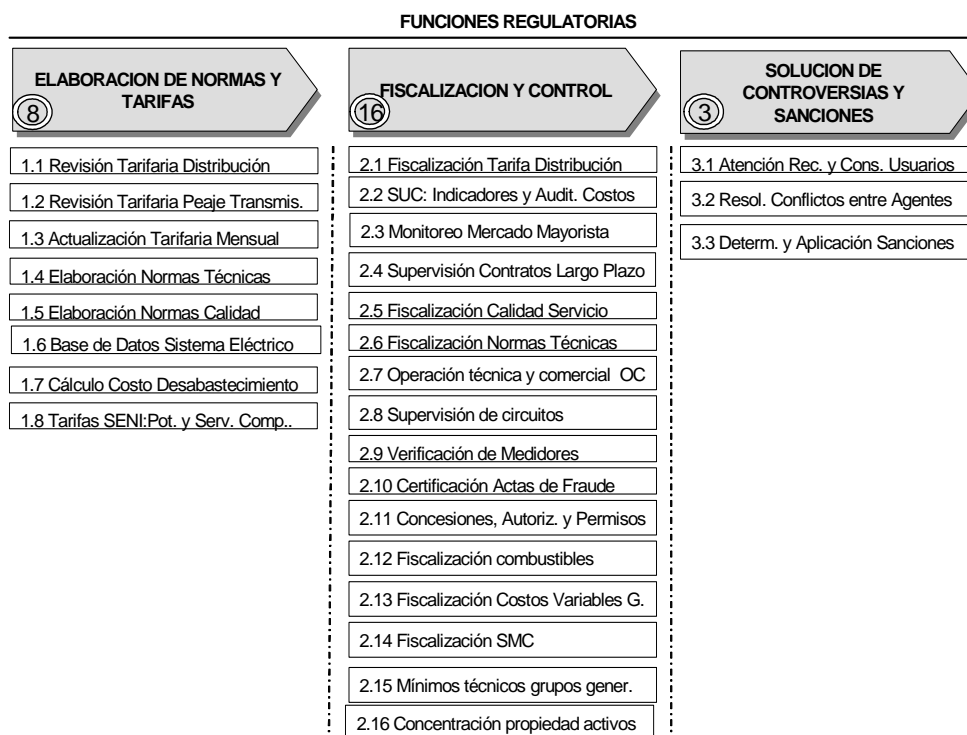 FUNCIONES REGULATORIAS
ELABORACION DE NORMAS Y
TARIFAS
8
1.1 Revisión Tarifaria Distribución
1.2 Revisión Tarifaria Peaje Transmis.
1.3 Actualización Tarifaria Mensual
1.4 Elaboración Normas Técnicas
1.5 Elaboración Normas Calidad
1.6 Base de Datos Sistema Eléctrico
1.7 Cálculo Costo Desabastecimiento
1.8 Tarifas SENI:Pot. y Serv. Comp..
FISCALIZACION Y CONTROL
16
2.1 Fiscalización Tarifa Distribución
2.2 SUC: Indicadores y Audit. Costos
2.3 Monitoreo Mercado Mayorista
2.4 Supervisión Contratos Largo Plazo
2.5 Fiscalización Calidad Servicio
2.6 Fiscalización Normas Técnicas
2.7 Operación técnica y comercial OC
2.8 Supervisión de circuitos
2.9 Verificación de Medidores
2.10 Certificación Actas de Fraude
2.11 Concesiones, Autoriz. y Permisos
2.12 Fiscalización combustibles
2.13 Fiscalización Costos Variables G.
2.14 Fiscalización SMC
2.15 Mínimos técnicos grupos gener.
2.16 Concentración propiedad activos
SOLUCION DE
CONTROVERSIAS Y
SANCIONES
3
3.1 Atención Rec. y Cons. Usuarios
3.2 Resol. Conflictos entre Agentes
3.3 Determ. y Aplicación Sanciones